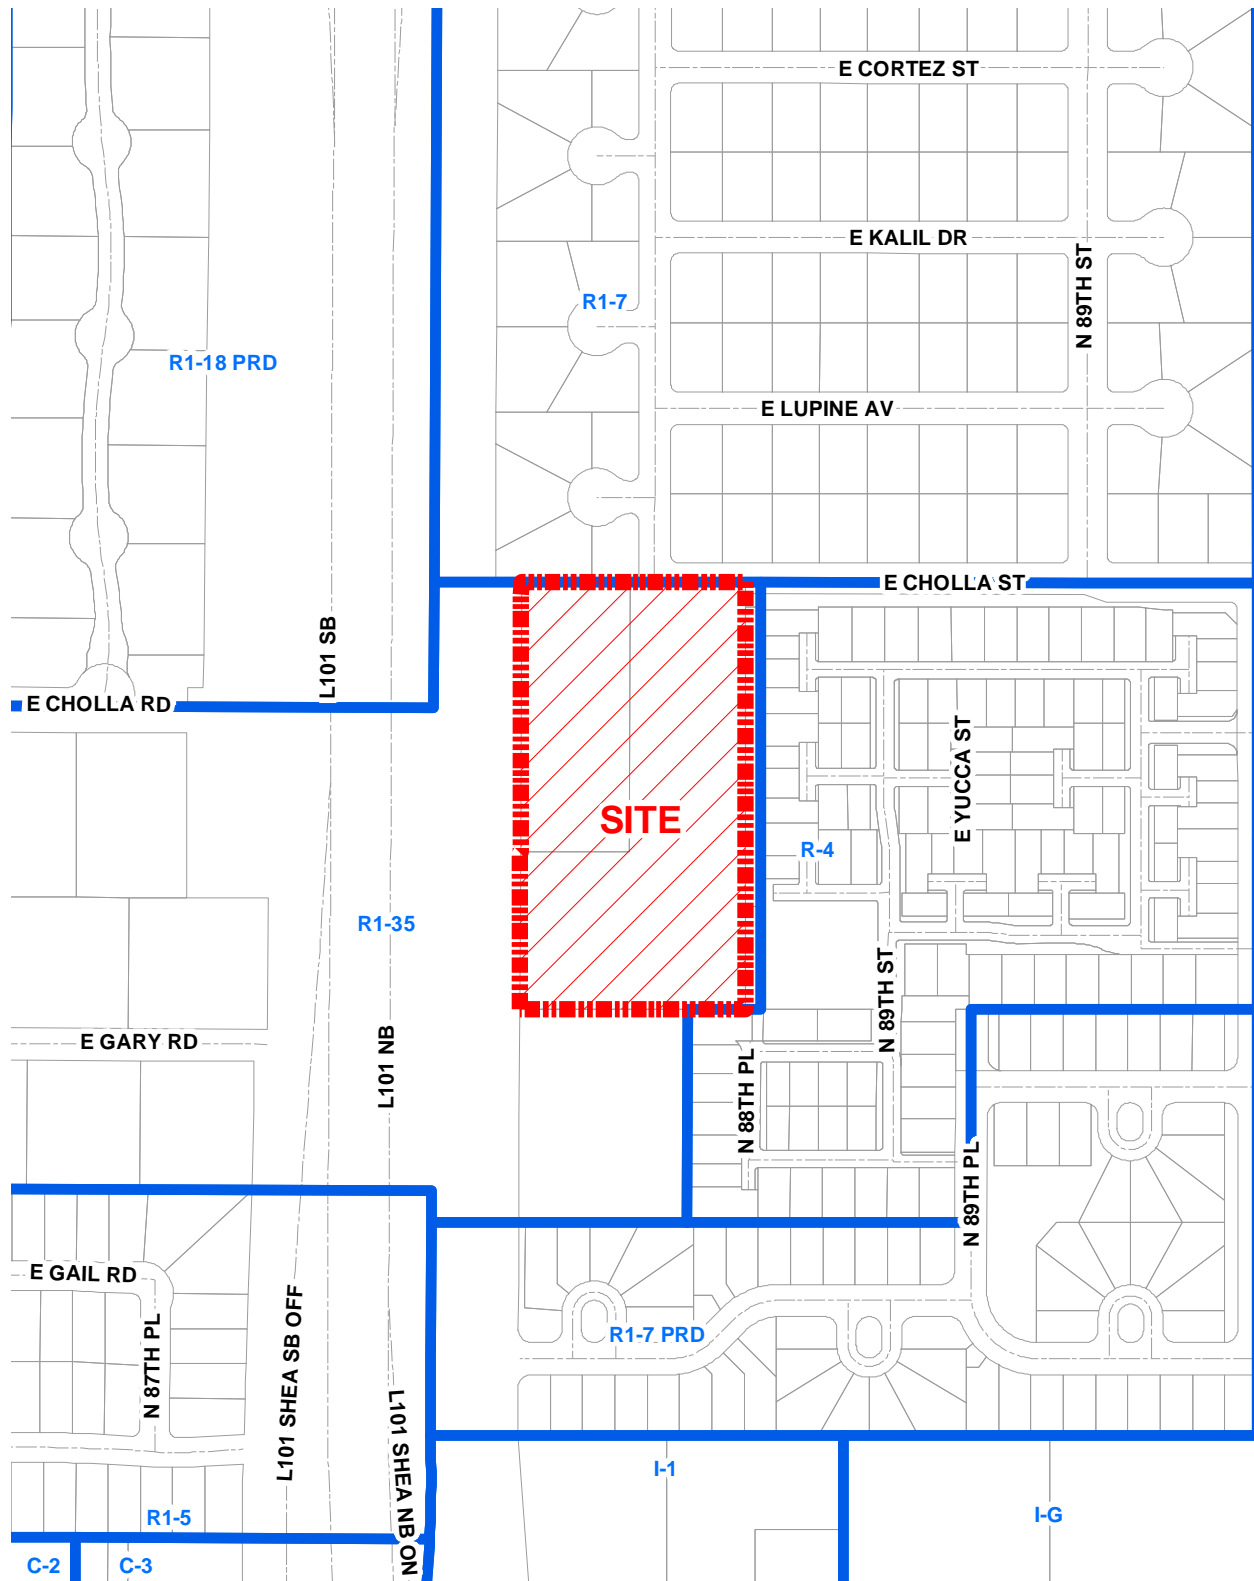 E CORTEZ ST
E KALIL DR
N 89TH ST
R1-7
R1-18 PRD
E LUPINE AV
E CHOLLA ST
L101 SB
E CHOLLA RD
E YUCCA ST
SITE
R-4
R1-35
N 89TH ST
E GARY RD
L101 NB
N 88TH PL
N 89TH PL
E GAIL RD
N 87TH PL
L101 SHEA SB OFF
R1-7 PRD
L101 SHEA NB ON
I-1
I-G
R1-5
C-2
C-3